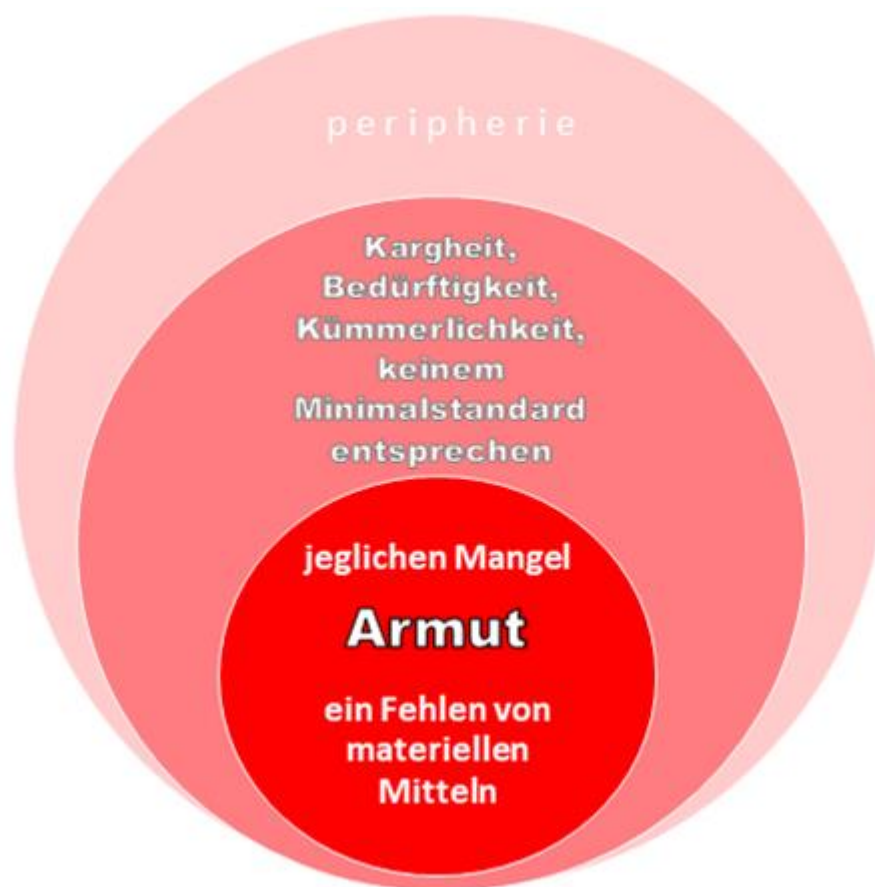 peripherie
Kargheit,
Bedürftigkeit,
Kümmerlichkeit,
keinem
Minimalstandard
entsprechen
jeglichen Mangel
Armut
ein Fehlen von
materiellen
Mitteln